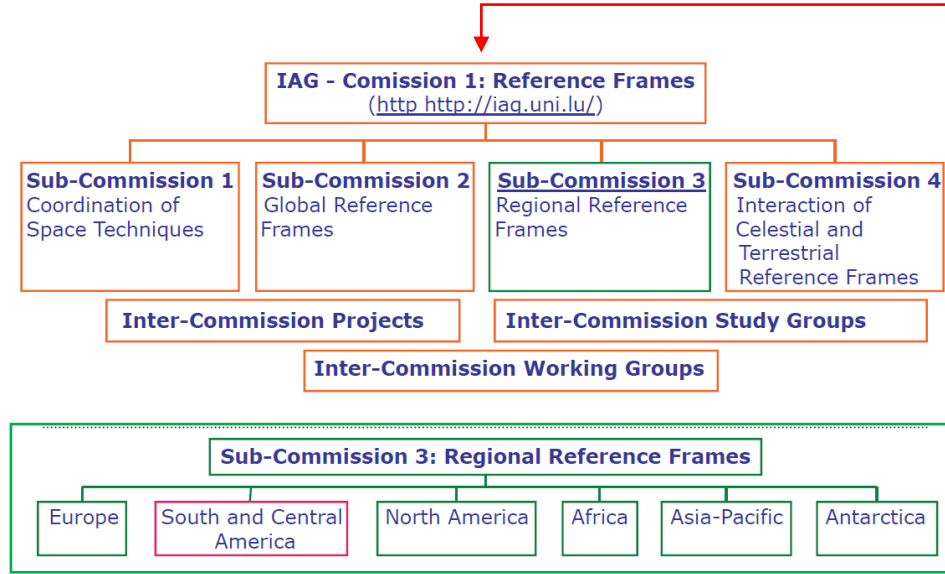 IAG - Comission 1: Reference Frames
(http http://iag.uni.lu/)
Sub-Commission 1
Coordination of
Space Techniques
Sub-Commission 2
Global Reference
Frames
Sub-Commission 3
Regional Reference
Frames
Sub-Commission 4
Interaction of
Celestial and
Terrestrial
Reference Frames
Inter-Commission Projects
Inter-Commission Study Groups
Inter-Commission Working Groups
Sub-Commission 3: Regional Reference Frames
Europe
South and Central
America
North America
Africa
Asia-Pacific
Antarctica